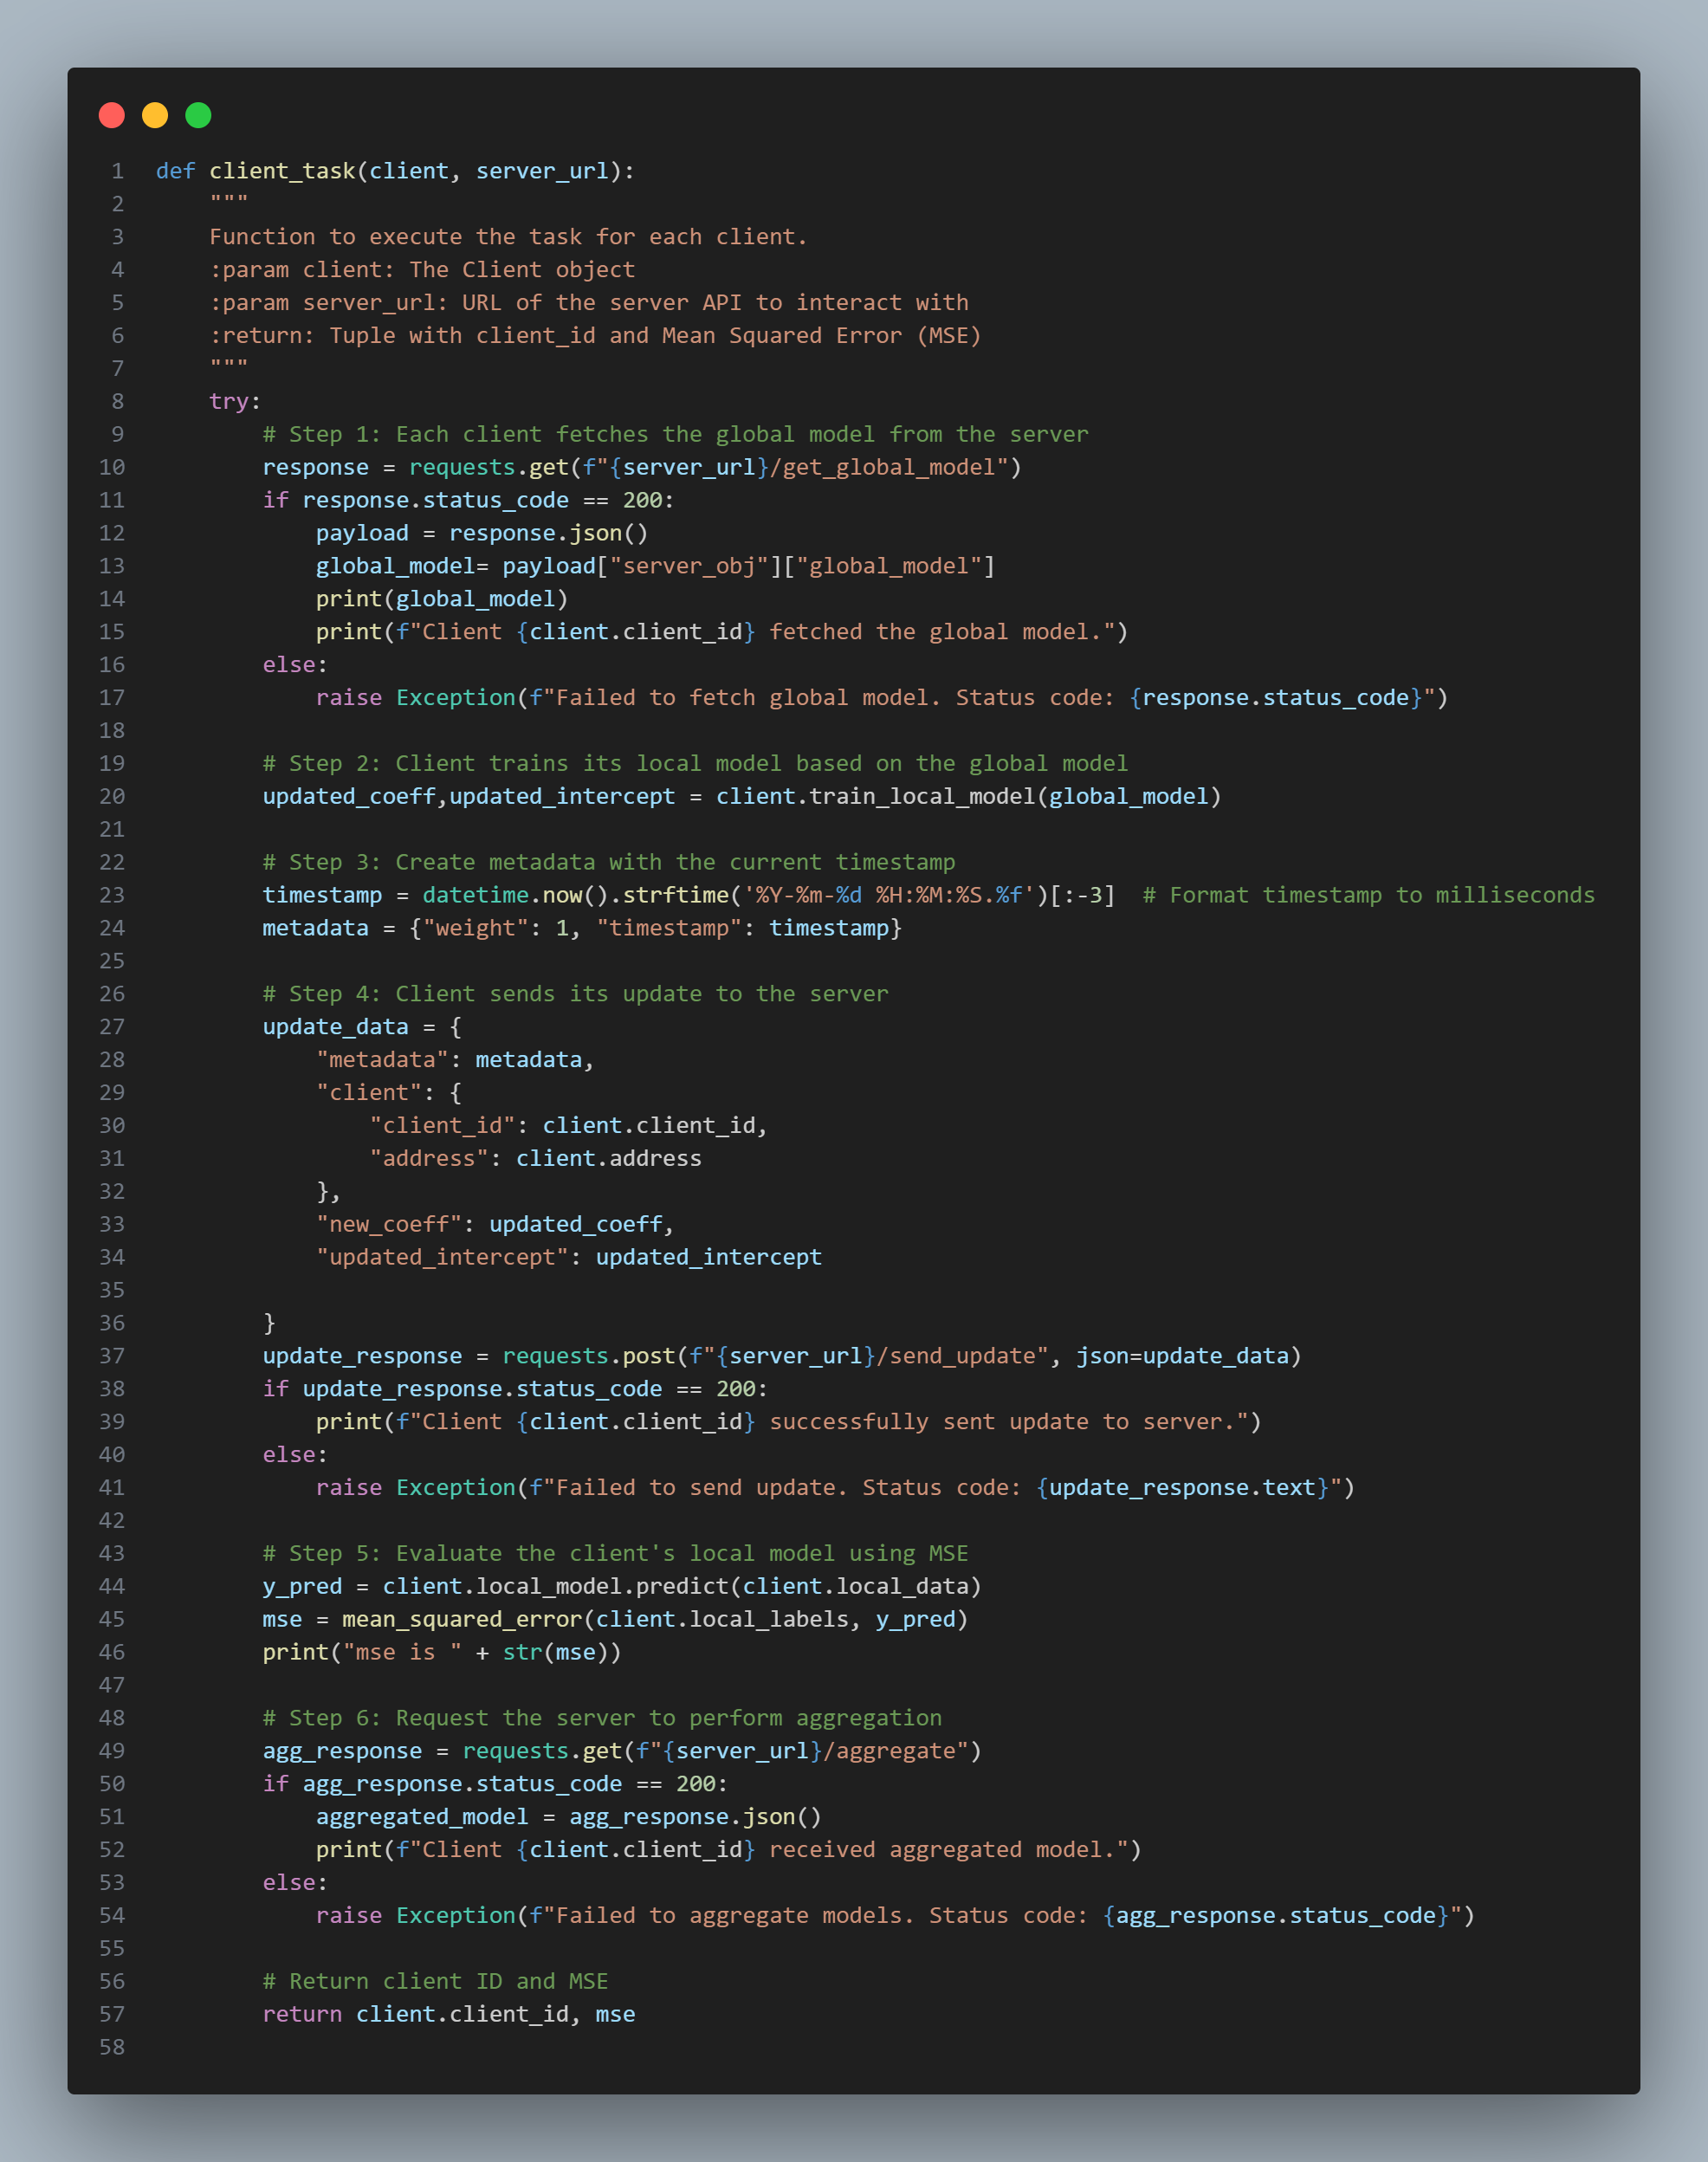 1 def client_task(client, server_url):
2     """
3     Function to execute the task for each client.
4     :param client: The Client object
5     :param server_url: URL of the server API to interact with
6     :return: Tuple with client_id and Mean Squared Error (MSE)
7     """
8     try:
9         # Step 1: Each client fetches the global model from the server
10         response = requests.get(f"{server_url}/get_global_model")
11         if response.status_code == 200:
12             payload = response.json()
13             global_model= payload["server_obj"]["global_model"]
14             print(global_model)
15             print(f"Client {client.client_id} fetched the global model.")
16         else:
17             raise Exception(f"Failed to fetch global model. Status code: {response.status_code}")
18
19         # Step 2: Client trains its local model based on the global model
20         updated_coeff,updated_intercept = client.train_local_model(global_model)
21
22         # Step 3: Create metadata with the current timestamp
23         timestamp = datetime.now().strftime('%Y-%m-%d %H:%M:%S.%f')[:-3]  # Format timestamp to milliseconds
24         metadata = {"weight": 1, "timestamp": timestamp}
25
26         # Step 4: Client sends its update to the server
27         update_data = {
28             "metadata": metadata,
29             "client": {
30                 "client_id": client.client_id,
31                 "address": client.address
32             },
33             "new_coeff": updated_coeff,
34             "updated_intercept": updated_intercept
35
36         }
37         update_response = requests.post(f"{server_url}/send_update", json=update_data)
38         if update_response.status_code == 200:
39             print(f"Client {client.client_id} successfully sent update to server.")
40         else:
41             raise Exception(f"Failed to send update. Status code: {update_response.text}")
42
43         # Step 5: Evaluate the client's local model using MSE
44         y_pred = client.local_model.predict(client.local_data)
45         mse = mean_squared_error(client.local_labels, y_pred)
46         print("mse is " + str(mse))
47
48         # Step 6: Request the server to perform aggregation
49         agg_response = requests.get(f"{server_url}/aggregate")
50         if agg_response.status_code == 200:
51             aggregated_model = agg_response.json()
52             print(f"Client {client.client_id} received aggregated model.")
53         else:
54             raise Exception(f"Failed to aggregate models. Status code: {agg_response.status_code}")
55
56         # Return client ID and MSE
57         return client.client_id, mse
58